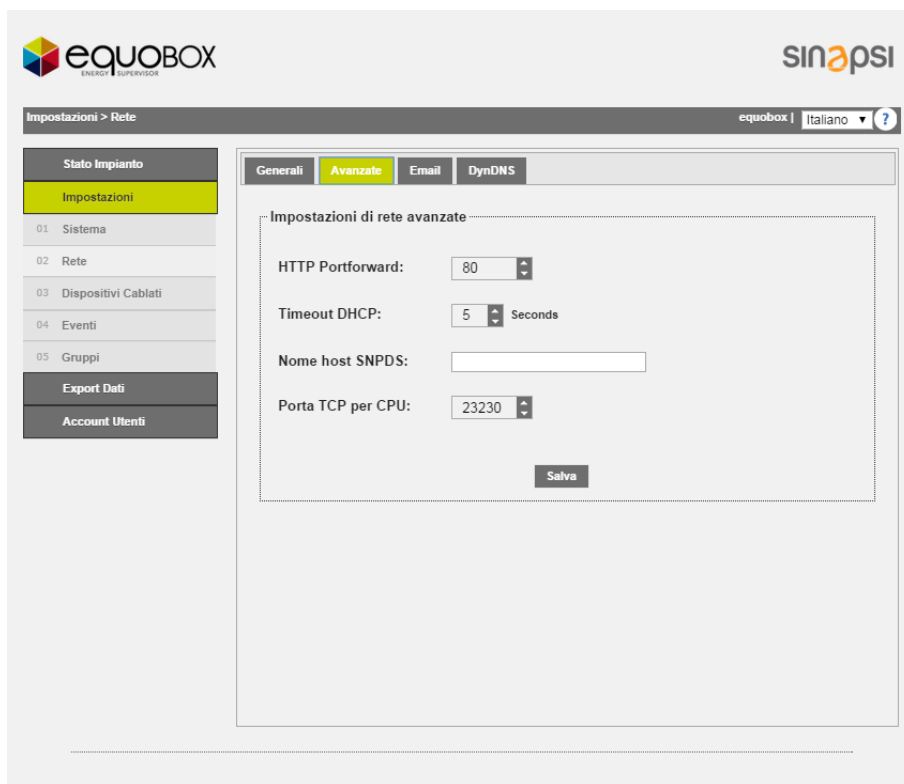 equoBOX
ENERGY SUPERVISOR
sinapsi
Impostazioni > Rete
equobox |
Italiano
?
Stato Impianto
Impostazioni
01 Sistema
02 Rete
03 Dispositivi Cablati
04 Eventi
05 Gruppi
Export Dati
Account Utenti
Generali
Avanzate
Email
DynDNS
Impostazioni di rete avanzate
HTTP Portforward: 80
Timeout DHCP: 5 Seconds
Nome host SNPDS:
Porta TCP per CPU: 23230
Salva